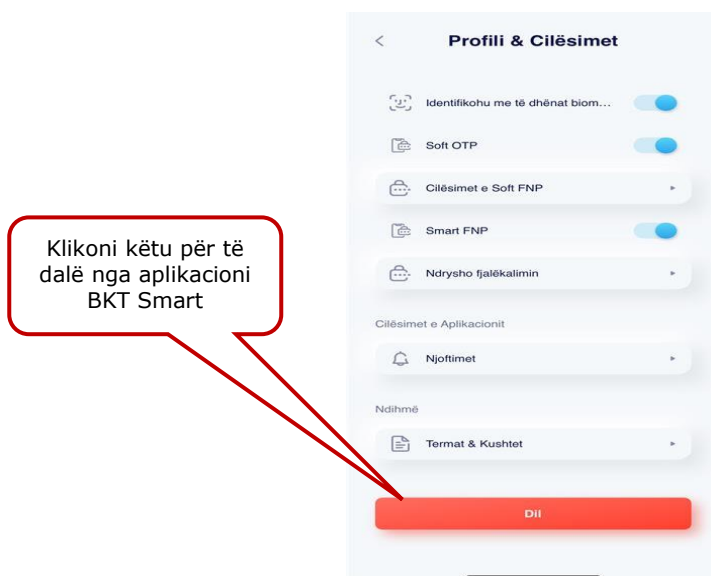 Profili & Cilësimet
Identifikohu me të dhënat biom...
Soft OTP
Cilësimet e Soft FNP
Smart FNP
Ndrysho fjalëkalimin
Cilësimet e Aplikacionit
Njoftimet
Ndihmë
Termat & Kushtet
Dil
Klikoni këtu për të
dalë nga aplikacioni
BKT Smart